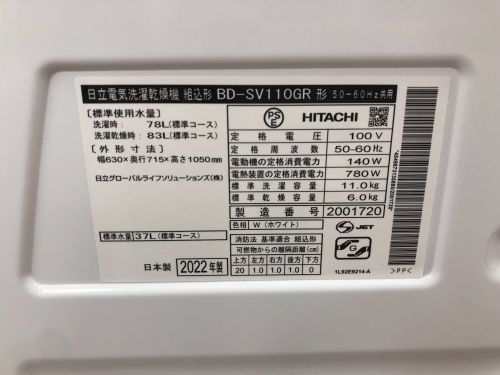 日立電気洗濯乾燥機 組込形 BD-SV110GR 形 50-60Hz共用
[標準使用水量]
洗濯時: 78L(標準コース)
洗濯乾燥時: 83L(標準コース)
[外形寸法]
幅630×奥行715×高さ1050mm
日立グローバルライフソリューションズ(株)
PS
E
HITACHI
定格電圧 100V
定格周波数 50-60Hz
電動機の定格消費電力 140W
電熱装置の定格消費電力 780W
標準洗濯容量 11.0kg
標準乾燥容量 6.0kg
製造番号 2001720
標準水量 37L(標準コース)
日本製 2022年製
色相 W(ホワイト)
消防法 基準適合 組込形
可燃物からの離隔距離(cm)
上方 左方 右方 後方 下方
20 1.0 1.0 1.0 0
JET
G
1L92E9214-A
>PP<